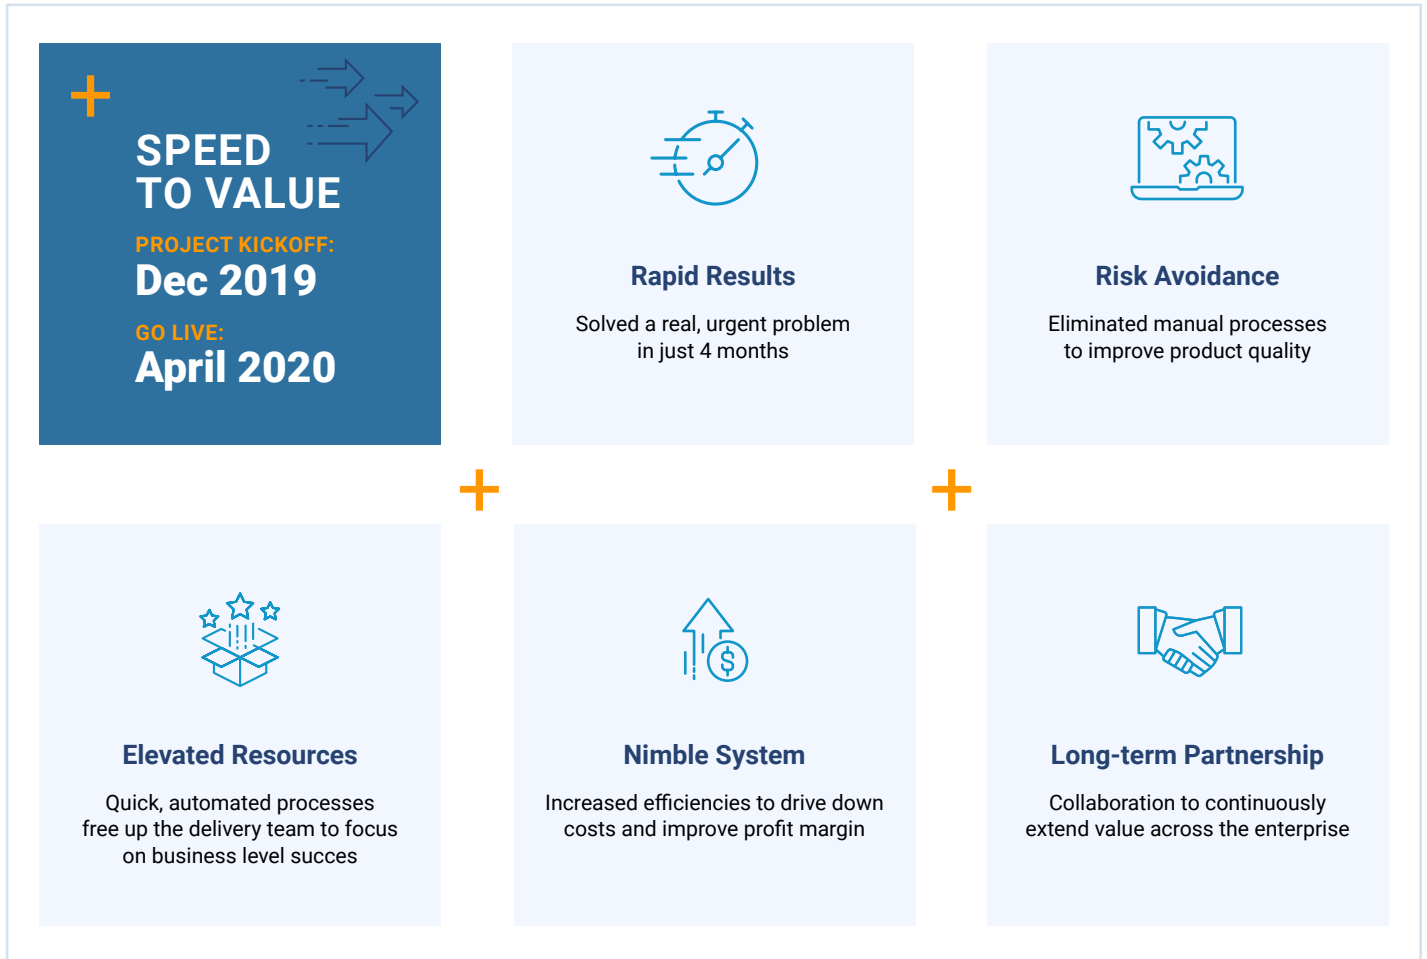 SPEED
TO VALUE
PROJECT KICKOFF:
Dec 2019
GO LIVE:
April 2020
Rapid Results
Solved a real, urgent problem
in just 4 months
Risk Avoidance
Eliminated manual processes
to improve product quality
Elevated Resources
Quick, automated processes
free up the delivery team to focus
on business level succes
Nimble System
Increased efficiencies to drive down
costs and improve profit margin
Long-term Partnership
Collaboration to continuously
extend value across the enterprise